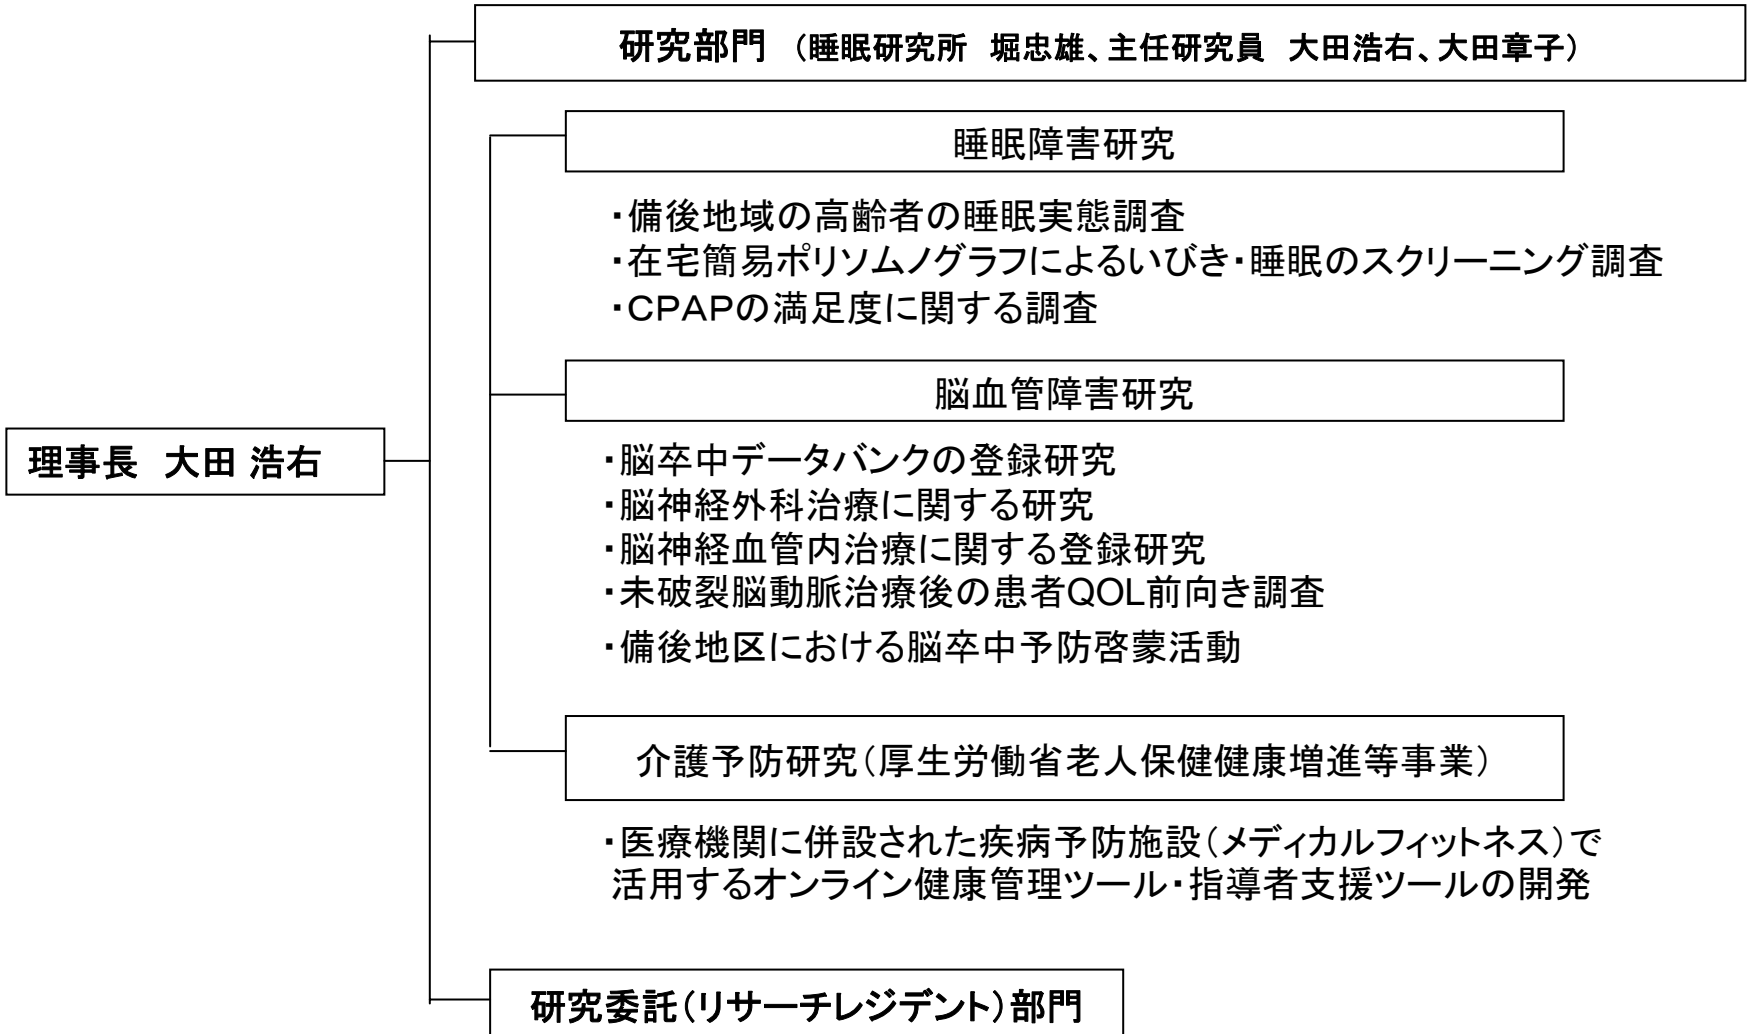 研究部門 (睡眠研究所 堀忠雄、主任研究員 大田浩右、大田章子)
睡眠障害研究
・備後地域の高齢者の睡眠実態調査
・在宅簡易ポリソムノグラフによるいびき・睡眠のスクリーニング調査
・CPAPの満足度に関する調査
脳血管障害研究
理事長 大田 浩右
・脳卒中データバンクの登録研究
・脳神経外科治療に関する研究
・脳神経血管内治療に関する登録研究
・未破裂脳動脈治療後の患者QOL前向き調査
・備後地区における脳卒中予防啓蒙活動
介護予防研究(厚生労働省老人保健健康増進等事業)
・医療機関に併設された疾病予防施設(メディカルフィットネス)で
活用するオンライン健康管理ツール・指導者支援ツールの開発
研究委託(リサーチレジデント)部門